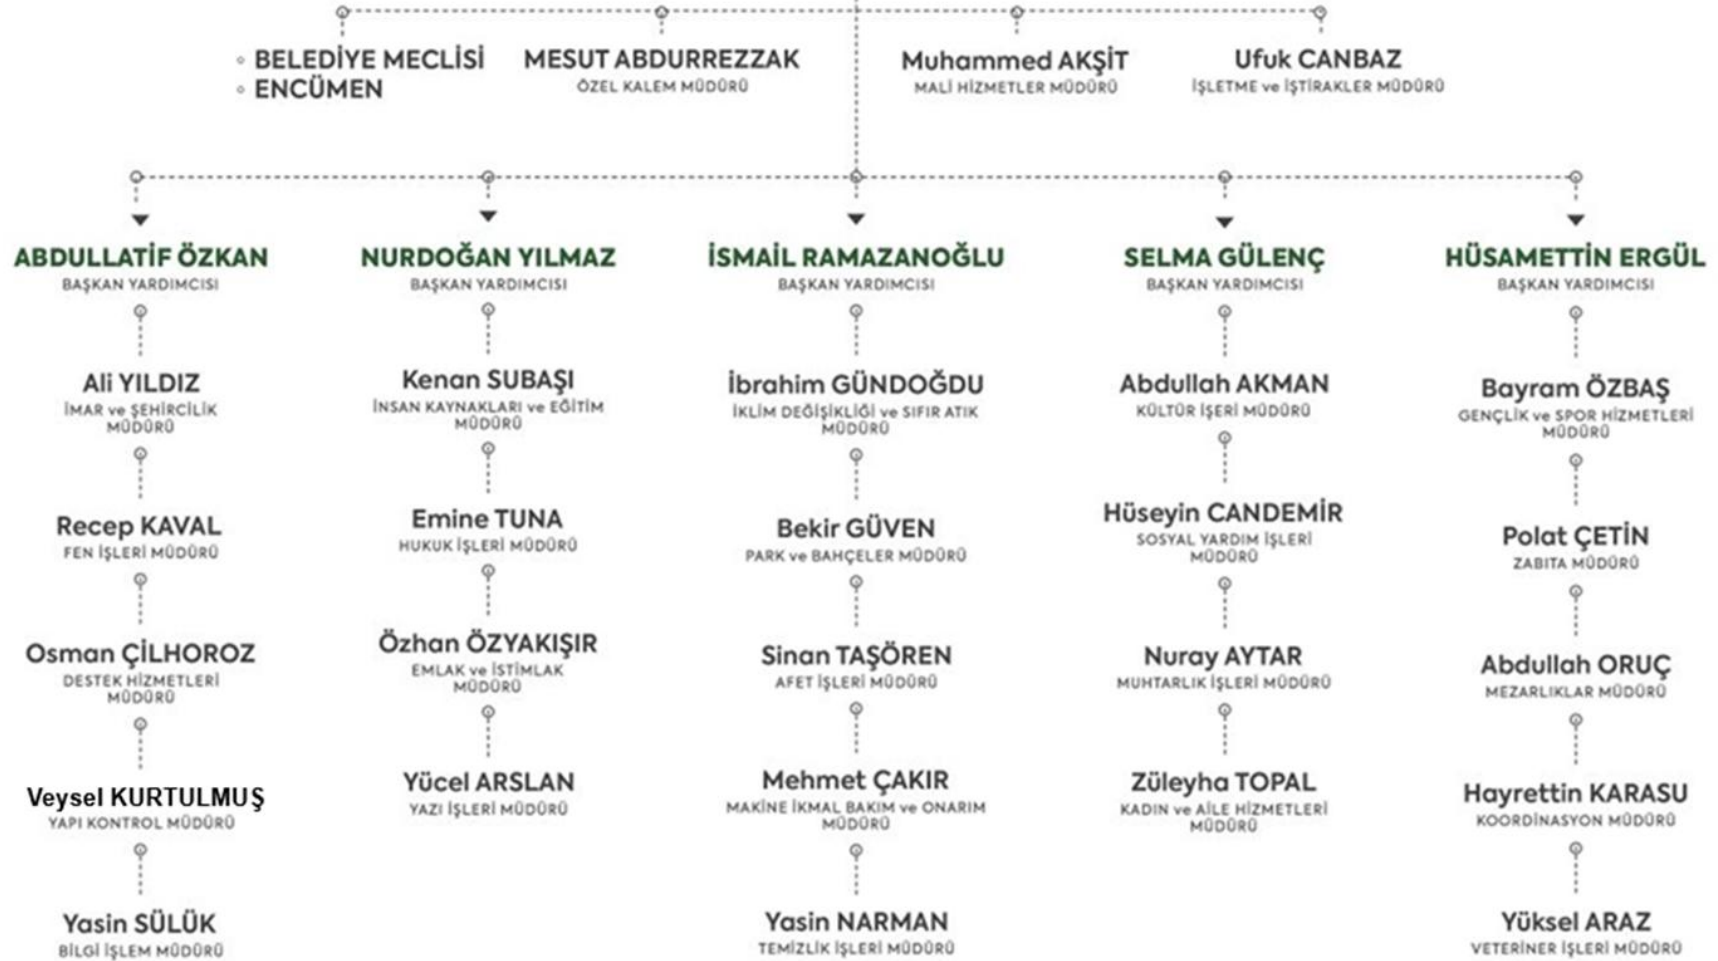 BELEDİYE MECLİSİ
ENCÜMEN
MESUT ABDURREZZAK
ÖZEL KALEM MÜDÜRÜ
Muhammed AKŞİT
MALİ HİZMETLER MÜDÜRÜ
Ufuk CANBAZ
İŞLETME ve İŞTİRAKLER MÜDÜRÜ
ABDULLATİF ÖZKAN
BAŞKAN YARDIMCISI
Ali YILDIZ
İMAR ve ŞEHİRCİLİK
MÜDÜRÜ
Recep KAVAL
FEN İŞLERİ MÜDÜRÜ
Osman ÇİLHOROZ
DESTEK HİZMETLERİ
MÜDÜRÜ
Veysel KURTULMUŞ
YAPI KONTROL MÜDÜRÜ
Yasin SÜLÜK
BİLGİ İŞLEM MÜDÜRÜ
NURDOĞAN YILMAZ
BAŞKAN YARDIMCISI
Kenan SUBAŞI
İNSAN KAYNAKLARI ve EĞİTİM
MÜDÜRÜ
Emine TUNA
HUKUK İŞLERİ MÜDÜRÜ
Özhan ÖZYAKIŞIR
EMLAK ve İSTİMLAK
MÜDÜRÜ
Yücel ARSLAN
YAZI İŞLERİ MÜDÜRÜ
İSMAİL RAMAZANOĞLU
BAŞKAN YARDIMCISI
İbrahim GÜNDOĞDU
İKLİM DEĞİŞİKLİĞİ ve SIFIR ATIK
MÜDÜRÜ
Bekir GÜVEN
PARK ve BAHÇELER MÜDÜRÜ
Sinan TAŞÖREN
AFET İŞLERİ MÜDÜRÜ
Mehmet ÇAKIR
MAKİNE İKMAL BAKIM ve ONARIM
MÜDÜRÜ
Yasin NARMAN
TEMİZLİK İŞLERİ MÜDÜRÜ
SELMA GÜLENÇ
BAŞKAN YARDIMCISI
Abdullah AKMAN
KÜLTÜR İŞERİ MÜDÜRÜ
Hüseyin CANDEMİR
SOSYAL YARDIM İŞLERİ
MÜDÜRÜ
Nuray AYTAR
MUHTARLIK İŞLERİ MÜDÜRÜ
Züleyha TOPAL
KADIN ve AİLE HİZMETLERİ
MÜDÜRÜ
HÜSAMETTİN ERGÜL
BAŞKAN YARDIMCISI
Bayram ÖZBAŞ
GENÇLİK ve SPOR HİZMETLERİ
MÜDÜRÜ
Polat ÇETİN
ZABITA MÜDÜRÜ
Abdullah ORUÇ
MEZARLIKLAR MÜDÜRÜ
Hayrettin KARASU
KOORDİNASYON MÜDÜRÜ
Yüksel ARAZ
VETERİNER İŞLERİ MÜDÜRÜ